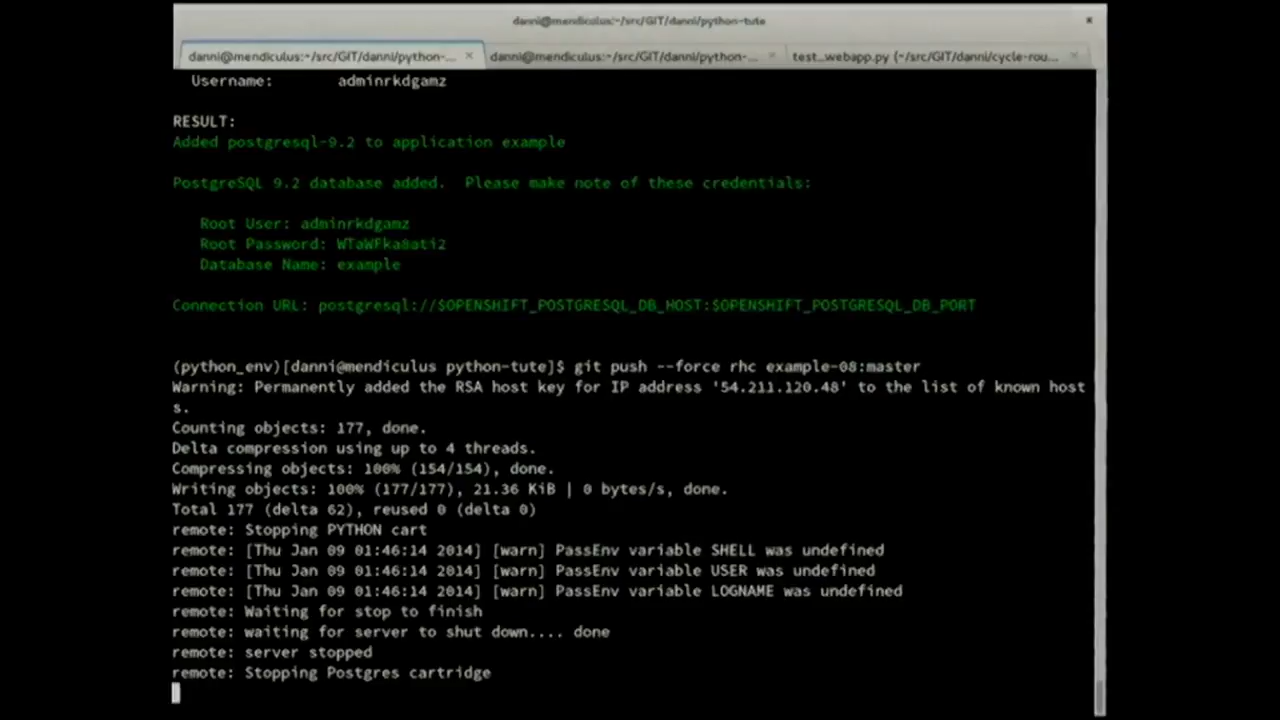 danni@mendiculus:~/src/GIT/danni/python-tute
danni@mendiculus:~/src/GIT/danni/python-... danni@mendiculus:~/src/GIT/danni/python-... test_webapp.py (~/src/GIT/danni/cycle-rou...
Username: adminrkdgamz
RESULT:
Added postgresql-9.2 to application example
PostgreSQL 9.2 database added. Please make note of these credentials:
Root User: adminrkdgamz
Root Password: WTaWFka8ati2
Database Name: example
Connection URL: postgresql://$OPENSHIFT_POSTGRESQL_DB_HOST:$OPENSHIFT_POSTGRESQL_DB_PORT
(python_env)[danni@mendiculus python-tute]$ git push --force rhc example-08:master
Warning: Permanently added the RSA host key for IP address '54.211.120.48' to the list of known host
s.
Counting objects: 177, done.
Delta compression using up to 4 threads.
Compressing objects: 100% (154/154), done.
Writing objects: 100% (177/177), 21.36 KiB | 0 bytes/s, done.
Total 177 (delta 62), reused 0 (delta 0)
remote: Stopping PYTHON cart
remote: [Thu Jan 09 01:46:14 2014] [warn] PassEnv variable SHELL was undefined
remote: [Thu Jan 09 01:46:14 2014] [warn] PassEnv variable USER was undefined
remote: [Thu Jan 09 01:46:14 2014] [warn] PassEnv variable LOGNAME was undefined
remote: Waiting for stop to finish
remote: waiting for server to shut down.... done
remote: server stopped
remote: Stopping Postgres cartridge